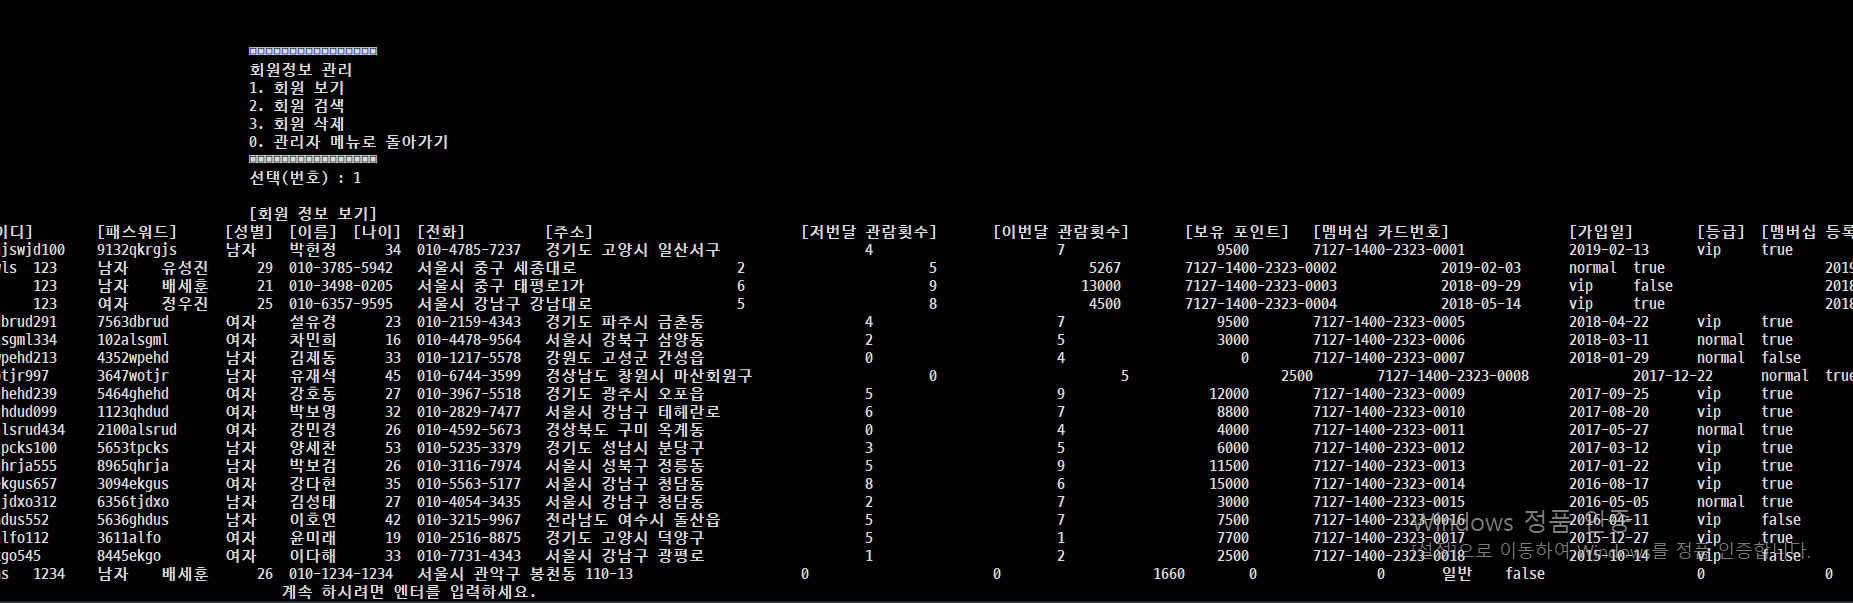 ▣▣▣▣▣▣▣▣▣▣▣▣▣▣▣▣
회원정보 관리
1. 회원 보기
2. 회원 검색
3. 회원 삭제
0. 관리자 메뉴로 돌아가기
▣▣▣▣▣▣▣▣▣▣▣▣▣▣▣▣
선택(번호) : 1
[회원 정보 보기]
이디] [패스워드] [성별] [이름] [나이] [전화] [주소] [저번달 관람횟수] [이번달 관람횟수] [보유 포인트] [멤버십 카드번호] [가입일] [등급] [멤버십 등록
jswjd100 9132qkrgjs 남자 박헌정 34 010-4785-7237 경기도 고양시 일산서구 4 7 9500 7127-1400-2323-0001 2019-02-13 vip true
ls 123 남자 유성진 29 010-3785-5942 서울시 중구 세종대로 2 5 5267 7127-1400-2323-0002 2019-02-03 normal true 2019
123 남자 배세훈 21 010-3498-0205 서울시 중구 태평로1가 6 9 13000 7127-1400-2323-0003 2018-09-29 vip false 2018
123 여자 정우진 25 010-6357-9595 서울시 강남구 강남대로 5 8 4500 7127-1400-2323-0004 2018-05-14 vip true 2018
brud291 7563dbrud 여자 설유경 23 010-2159-4343 경기도 파주시 금촌동 4 7 9500 7127-1400-2323-0005 2018-04-22 vip true
sgml334 102alsgml 여자 차민희 16 010-4478-9564 서울시 강북구 삼양동 2 5 3000 7127-1400-2323-0006 2018-03-11 normal true
pehd213 4352wpehd 남자 김제동 33 010-1217-5578 강원도 고성군 간성읍 0 4 0 7127-1400-2323-0007 2018-01-29 normal false
tjr997 3647wotjr 남자 유재석 45 010-6744-3599 경상남도 창원시 마산회원구 0 5 2500 7127-1400-2323-0008 2017-12-22 normal true
hehd239 5464ghehd 여자 강호동 27 010-3967-5518 경기도 광주시 오포읍 5 9 12000 7127-1400-2323-0009 2017-09-25 vip true
hdud099 1123qhdud 여자 박보영 32 010-2829-7477 서울시 강남구 테헤란로 6 7 8800 7127-1400-2323-0010 2017-08-20 vip true
lsrud434 2100alsrud 여자 강민경 26 010-4592-5673 경상북도 구미 옥계동 0 4 4000 7127-1400-2323-0011 2017-05-27 normal true
pcks100 5653tpcks 남자 양세찬 53 010-5235-3379 경기도 성남시 분당구 3 5 6000 7127-1400-2323-0012 2017-03-12 vip true
hrja555 8965qhrja 남자 박보검 26 010-3116-7974 서울시 성북구 정릉동 5 9 11500 7127-1400-2323-0013 2017-01-22 vip true
kgus657 3094ekgus 여자 강다현 35 010-5563-5177 서울시 강남구 청담동 8 6 15000 7127-1400-2323-0014 2016-08-17 vip true
jdxo312 6356tjdxo 남자 김성태 27 010-4054-3435 서울시 강남구 청담동 2 7 3000 7127-1400-2323-0015 2016-05-05 normal true
dus552 5636ghdus 남자 이호연 42 010-3215-9967 전라남도 여수시 돌산읍 5 7 7500 7127-1400-2323-0016 2016-04-11 vip false
lfo112 3611alfo 여자 윤미래 19 010-2516-8875 경기도 고양시 덕양구 5 1 7700 7127-1400-2323-0017 2015-12-27 vip true
go545 8445ekgo 여자 이다해 33 010-7731-4343 서울시 강남구 광평로 1 2 2500 7127-1400-2323-0018 2015-10-14 vip false
s 1234 남자 배세훈 26 010-1234-1234 서울시 관악구 봉천동 110-13 0 0 1660 0 0 일반 false 0 0
계속 하시려면 엔터를 입력하세요.
Windows 정품 인증
[설정]으로 이동하여 Windows를 정품 인증합니다.